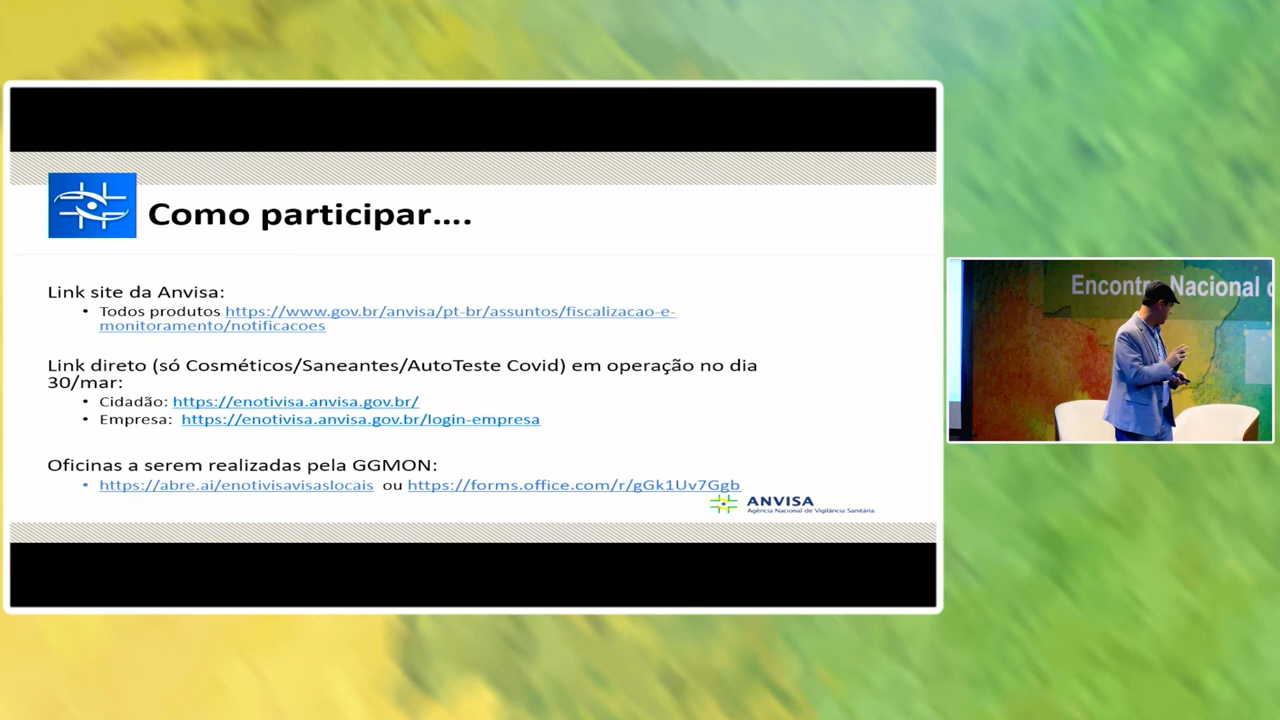 Como participar....
Link site da Anvisa:
• Todos produtos https://www.gov.br/anvisa/pt-br/assuntos/fiscalizacao-e-
monitoramento/notificacoes
Link direto (só Cosméticos/Saneantes/AutoTeste Covid) em operação no dia
30/mar:
• Cidadão: https://enotivisa.anvisa.gov.br/
• Empresa: https://enotivisa.anvisa.gov.br/login-empresa
Oficinas a serem realizadas pela GGMON:
• https://abre.ai/enotivisavisaslocais ou https://forms.office.com/r/gGk1Uv7Ggb
ANVISA
Agência Nacional de Vigilância Sanitária
Encontro Nacional